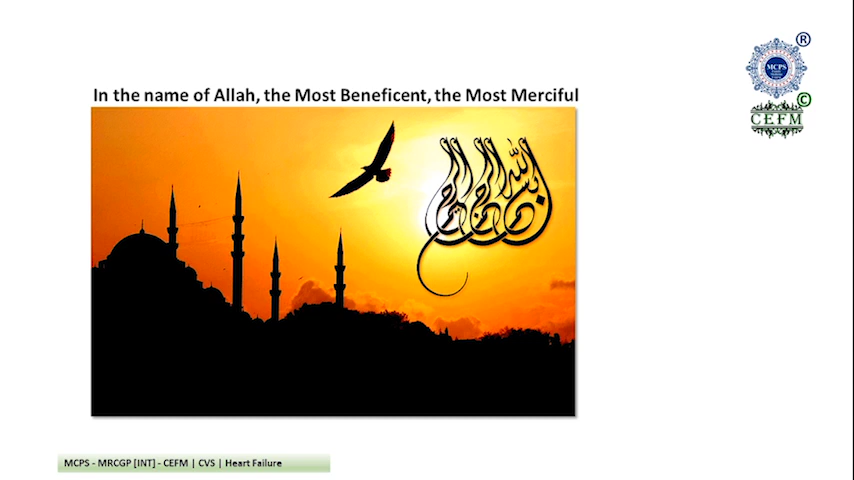 ®
MCPS
©
CEFM
In the name of Allah, the Most Beneficent, the Most Merciful
بسم الله الرحمن الرحيم
MCPS - MRCGP [INT] - CEFM | CVS | Heart Failure